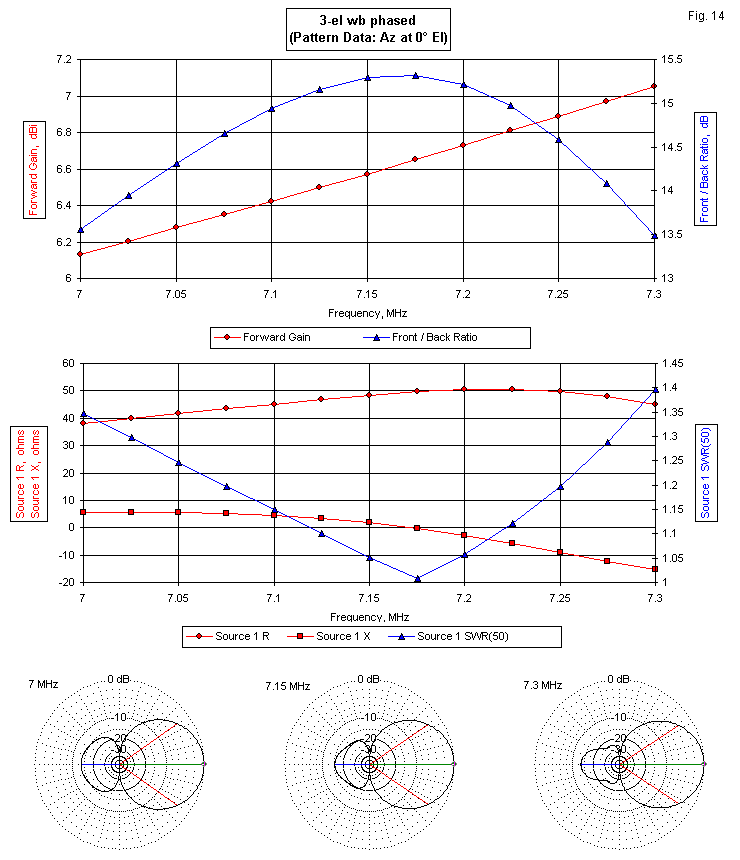 Fig. 14
3-el wb phased
(Pattern Data: Az at 0° El)
7.2
7
6.8
6.6
6.4
6.2
6
Forward Gain, dBi
15.5
15
14.5
14
13.5
13
Front / Back Ratio, dB
7
7.05
7.1
7.15
7.2
7.25
7.3
Frequency, MHz
Forward Gain
Front / Back Ratio
60
50
40
30
20
10
0
-10
-20
Source 1 R, ohms
Source 1 X, ohms
1.45
1.4
1.35
1.3
1.25
1.2
1.15
1.1
1.05
1
Source 1 SWR(50)
7
7.05
7.1
7.15
7.2
7.25
7.3
Frequency, MHz
Source 1 R
Source 1 X
Source 1 SWR(50)
7 MHz
0 dB
-10
-20
-30
7.15 MHz
0 dB
-10
-20
-30
7.3 MHz
0 dB
-10
-20
-30